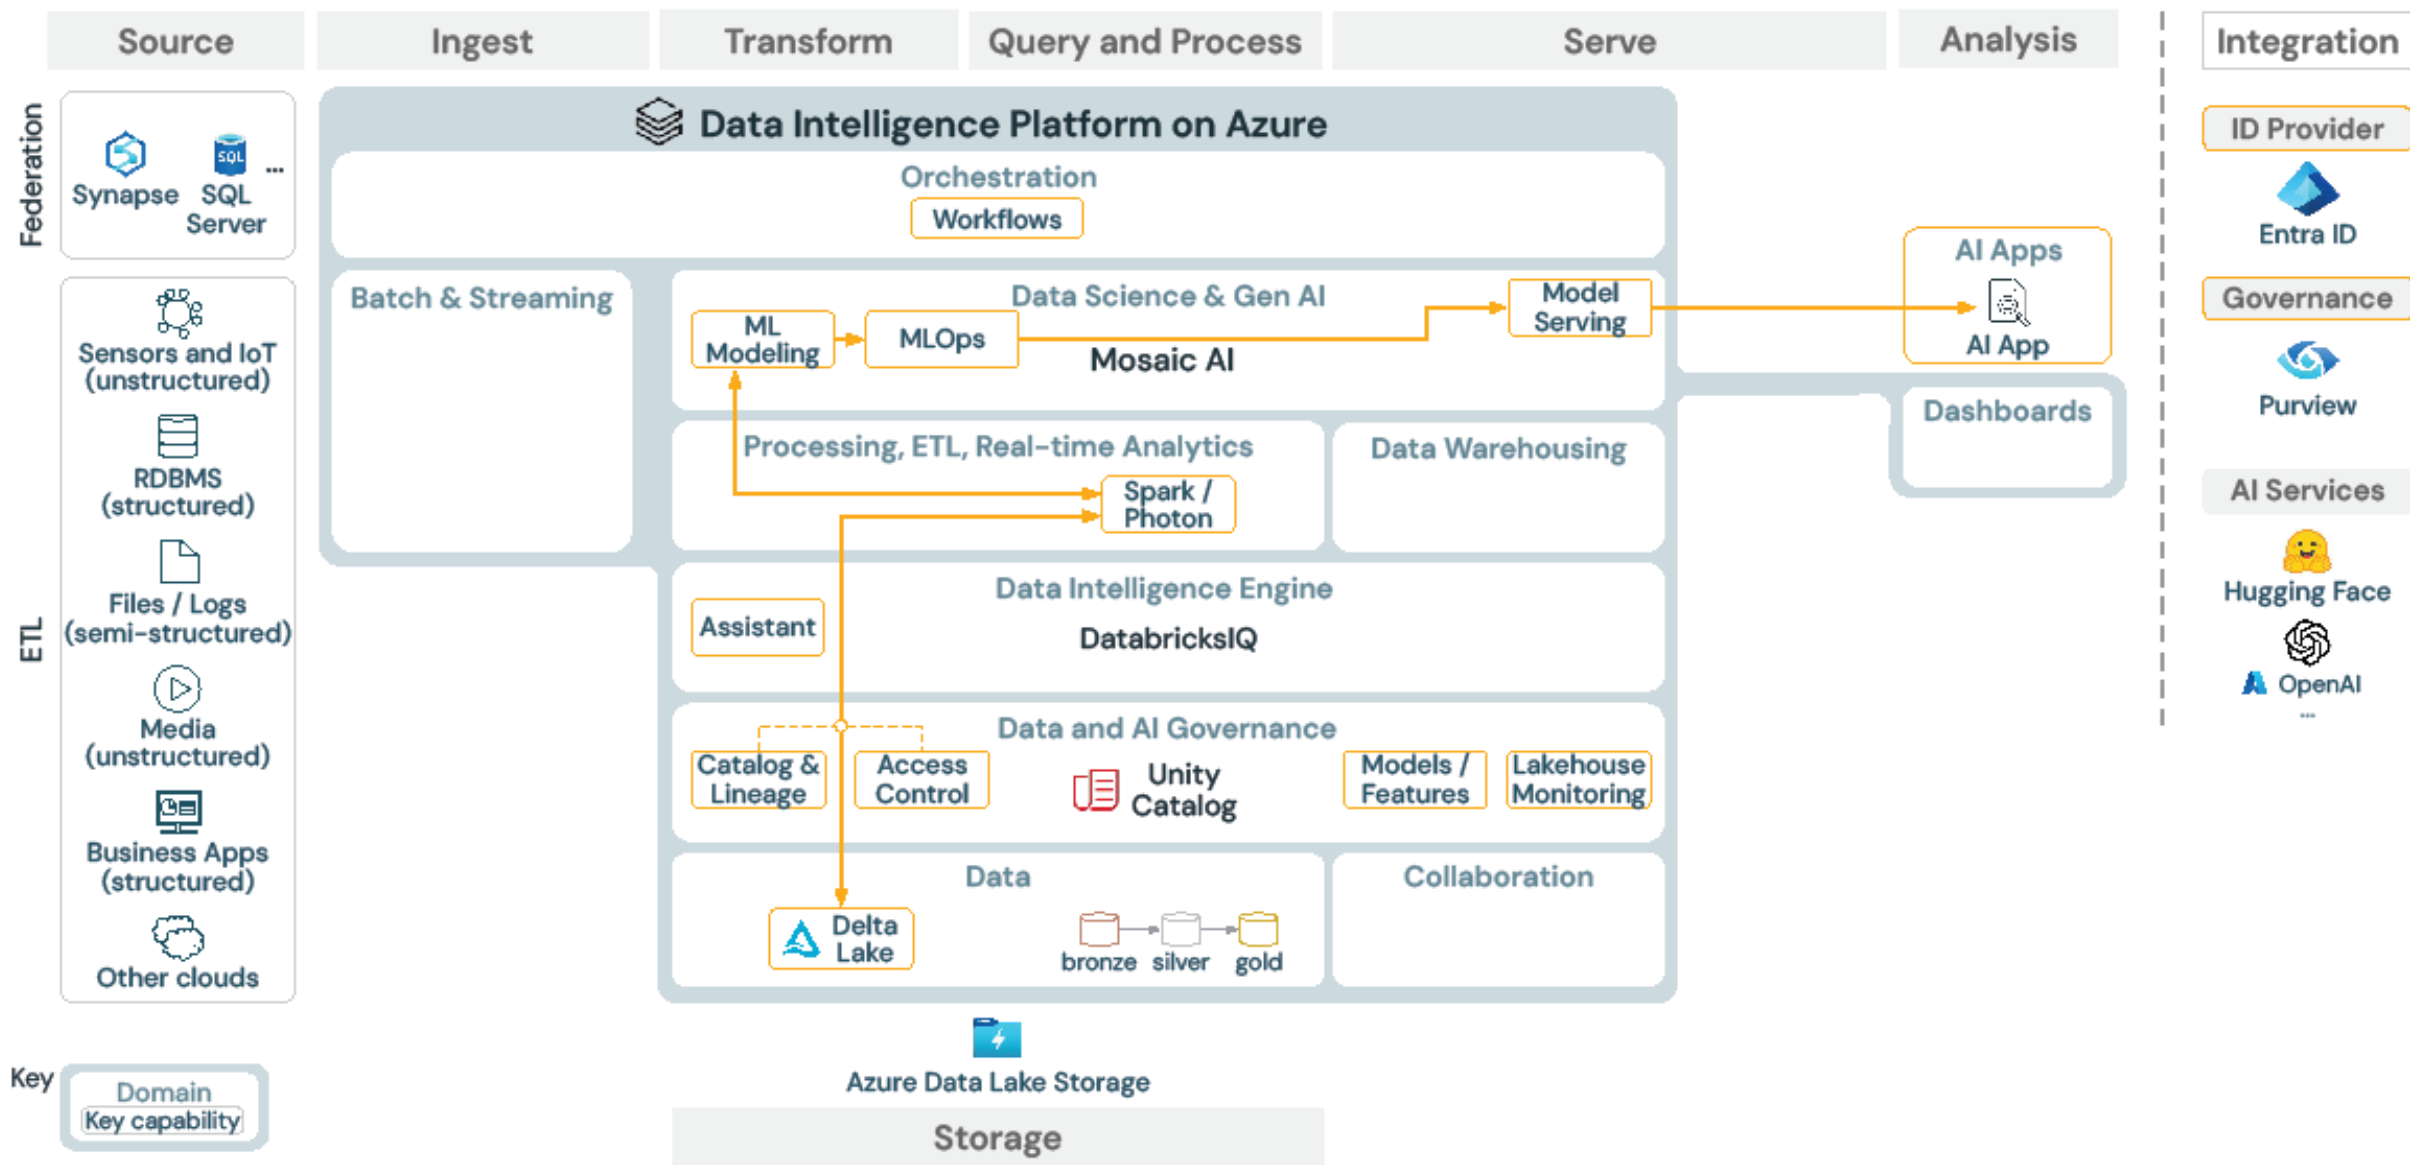 Source
Ingest
Transform
Query and Process
Serve
Analysis
Integration
Federation
Synapse
SQL
SQL
Server
...
ETL
Sensors and IoT
(unstructured)
RDBMS
(structured)
Files / Logs
(semi-structured)
Media
(unstructured)
Business Apps
(structured)
Other clouds
Data Intelligence Platform on Azure
Orchestration
Workflows
Batch & Streaming
Data Science & Gen AI
ML
Modeling
MLOps
Mosaic AI
Model
Serving
Processing, ETL, Real-time Analytics
Spark /
Photon
Data Warehousing
Data Intelligence Engine
Assistant
DatabricksIQ
Data and AI Governance
Catalog &
Lineage
Access
Control
Unity
Catalog
Models /
Features
Lakehouse
Monitoring
Data
Delta
Lake
bronze
silver
gold
Collaboration
AI Apps
AI App
Dashboards
ID Provider
Entra ID
Governance
Purview
AI Services
Hugging Face
OpenAI
...
Azure Data Lake Storage
Storage
Key
Domain
Key capability